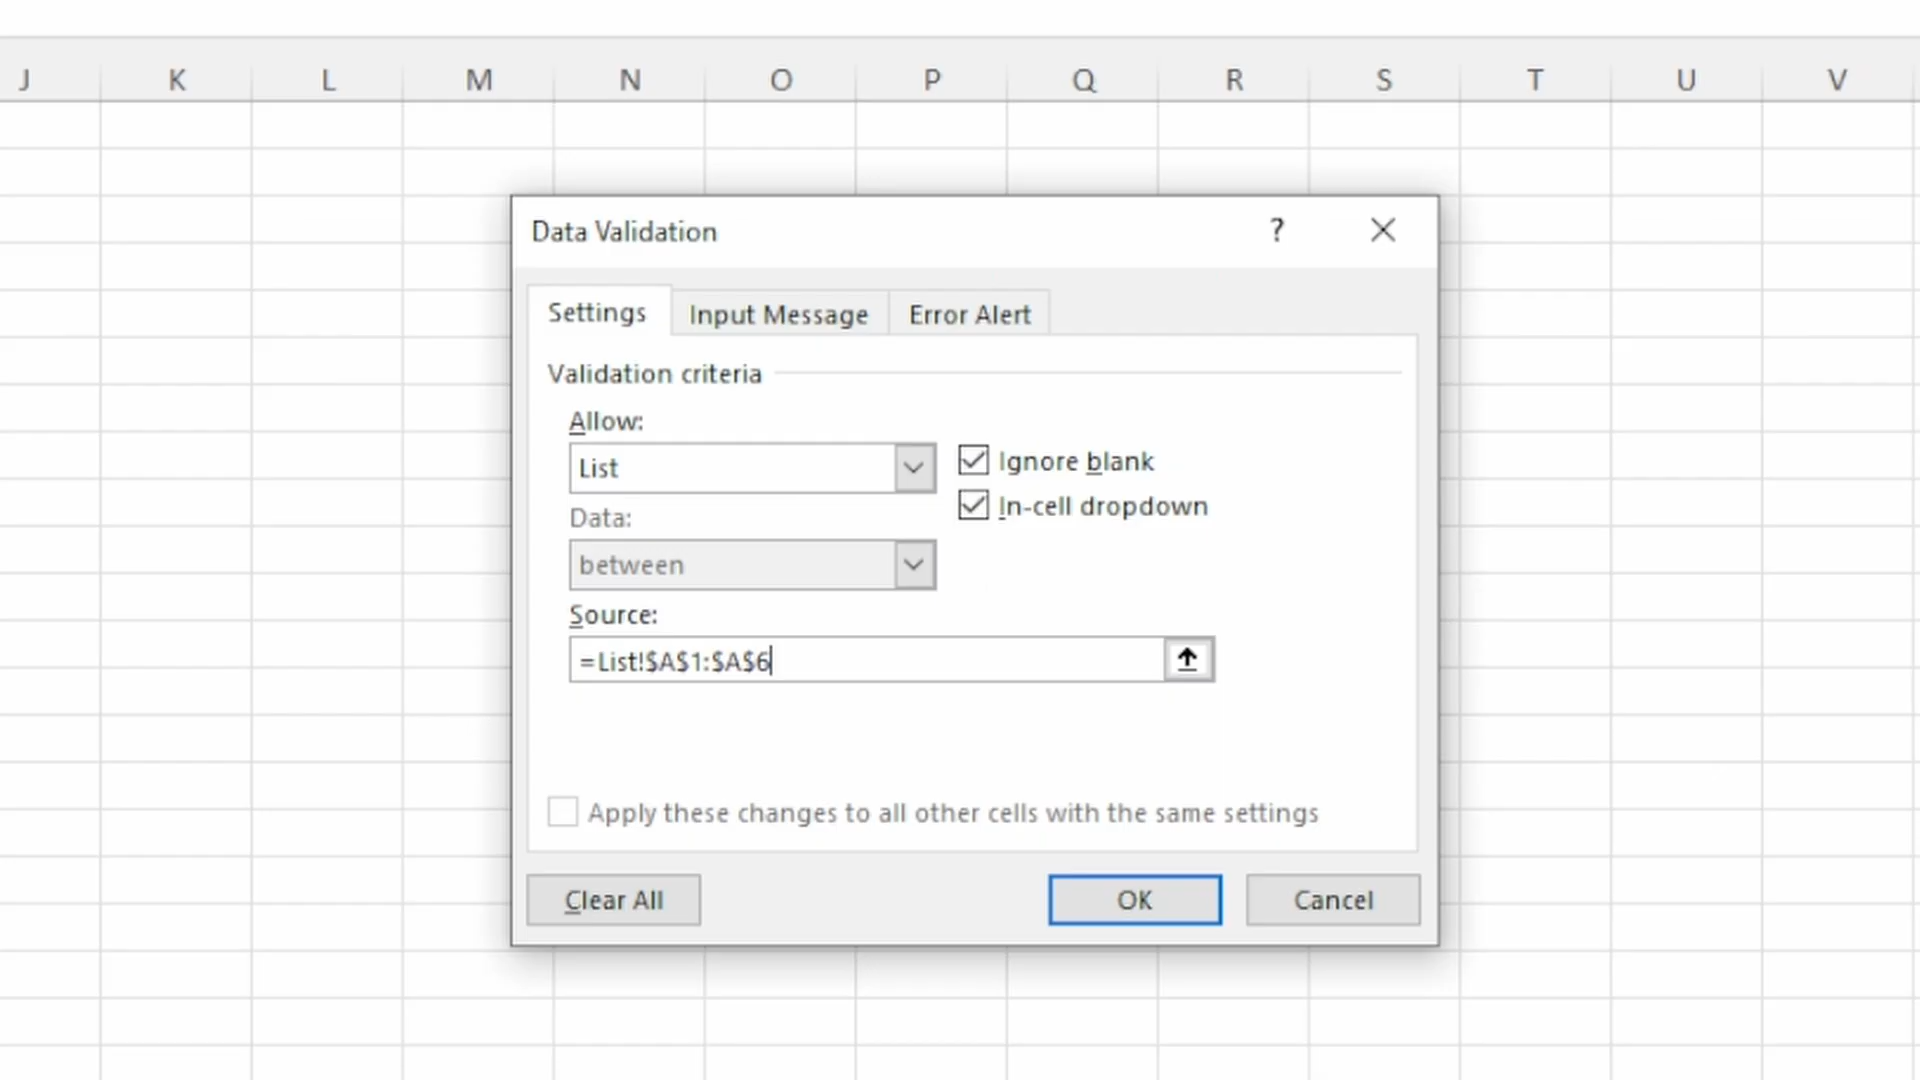 J K L M N O P Q R S T U V
Data Validation ?
Settings Input Message Error Alert
Validation criteria
Allow:
List
Ignore blank
In-cell dropdown
Data:
between
Source:
=List!$A$1:$A$6
Apply these changes to all other cells with the same settings
Clear All OK Cancel